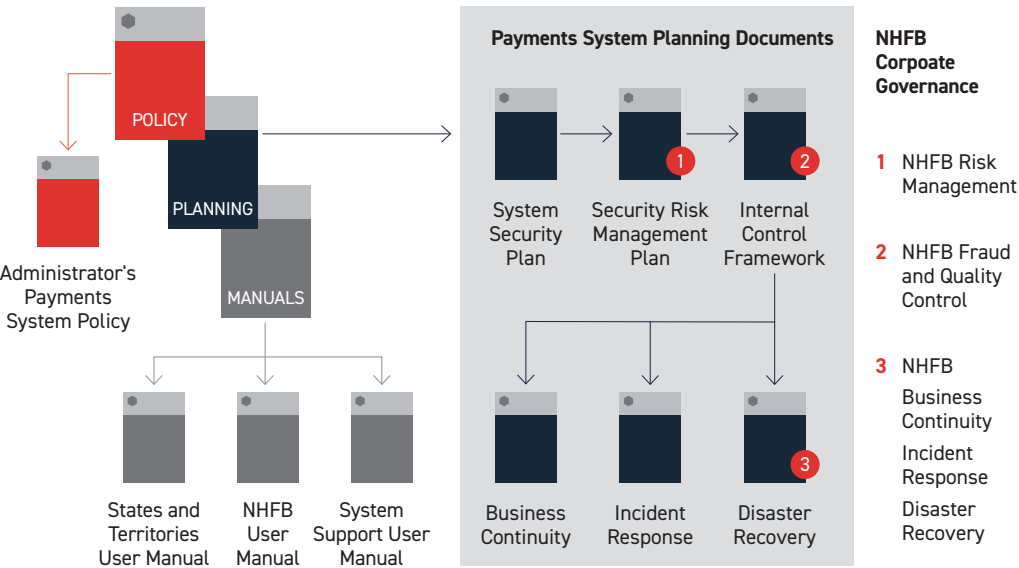 POLICY
PLANNING
MANUALS
Administrator's
Payments
System Policy
States and
Territories
User Manual
NHFB
User
Manual
System
Support User
Manual
Payments System Planning Documents
System
Security
Plan
1
Security Risk
Management
Plan
2
Internal
Control
Framework
Business
Continuity
Incident
Response
3
Disaster
Recovery
NHFB
Corpoate
Governance
1 NHFB Risk
Management
2 NHFB Fraud
and Quality
Control
3 NHFB
Business
Continuity
Incident
Response
Disaster
Recovery